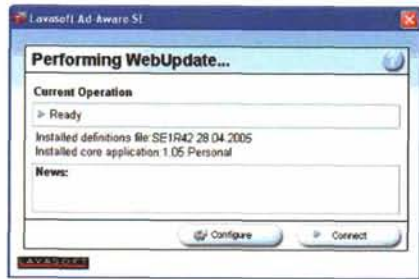 Lavasoft Ad-Aware SE
Performing WebUpdate...
Current Operation
Ready
Installed definitions file:SE1R42 28.04.2005
Installed core application:1.05 Personal
News:
Configure
Connect
LAVASOFT